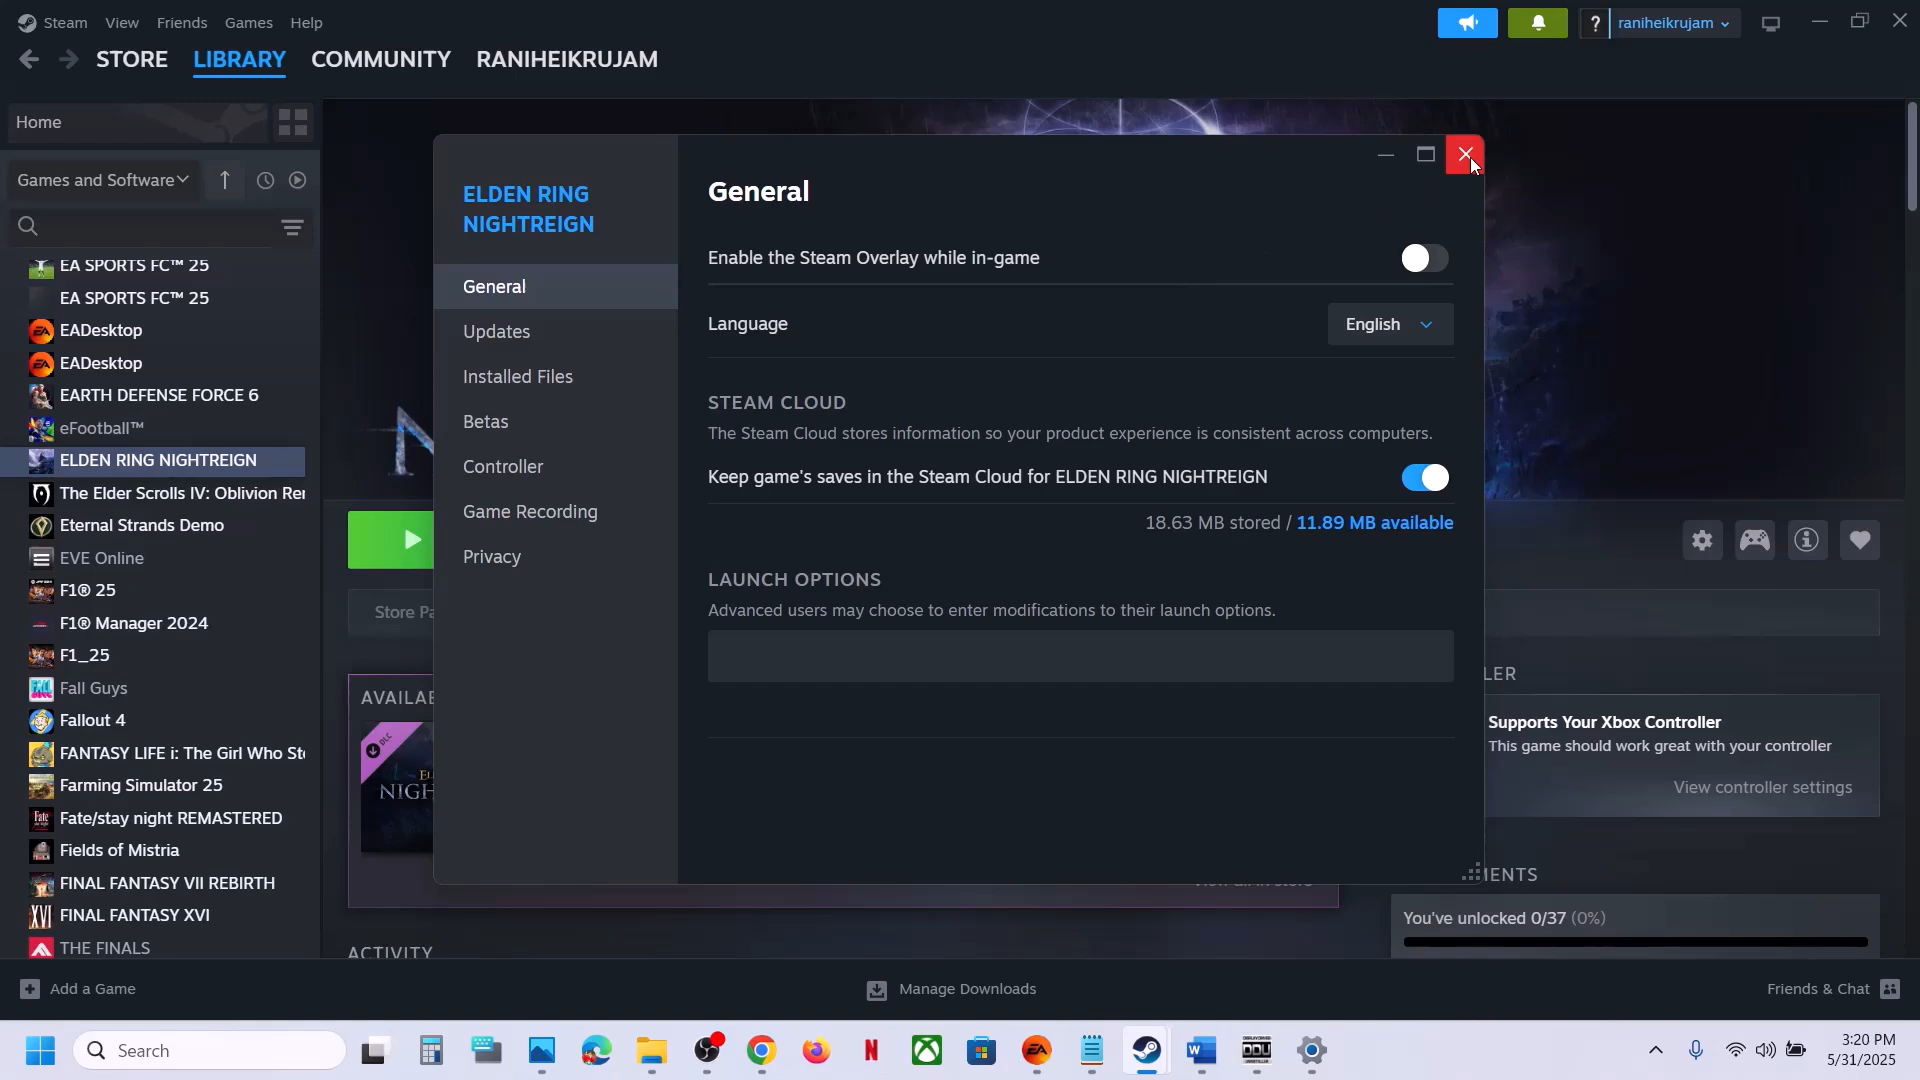 Steam View Friends Games Help
? raniheikrujam
STORE LIBRARY COMMUNITY RANIHEIKRUJAM
Home
Games and Software
EA SPORTS FC™ 25
EA SPORTS FC™ 25
EADesktop
EADesktop
EARTH DEFENSE FORCE 6
eFootball™
ELDEN RING NIGHTREIGN
The Elder Scrolls IV: Oblivion Rer
Eternal Strands Demo
EVE Online
F1® 25
F1® Manager 2024
F1_25
Fall Guys
Fallout 4
FANTASY LIFE i: The Girl Who Ste
Farming Simulator 25
Fate/stay night REMASTERED
Fields of Mistria
FINAL FANTASY VII REBIRTH
FINAL FANTASY XVI
THE FINALS
ELDEN RING
NIGHTREIGN
General
Updates
Installed Files
Betas
Controller
Game Recording
Privacy
General
Enable the Steam Overlay while in-game
Language
English
STEAM CLOUD
The Steam Cloud stores information so your product experience is consistent across computers.
Keep game's saves in the Steam Cloud for ELDEN RING NIGHTREIGN
18.63 MB stored / 11.89 MB available
LAUNCH OPTIONS
Advanced users may choose to enter modifications to their launch options.
Store Pa
AVAILAB
DLC
NIGH
ACTIVITY
LER
Supports Your Xbox Controller
This game should work great with your controller
View controller settings
MENTS
You've unlocked 0/37 (0%)
Add a Game
Manage Downloads
Friends & Chat
Search
3:20 PM
5/31/2025